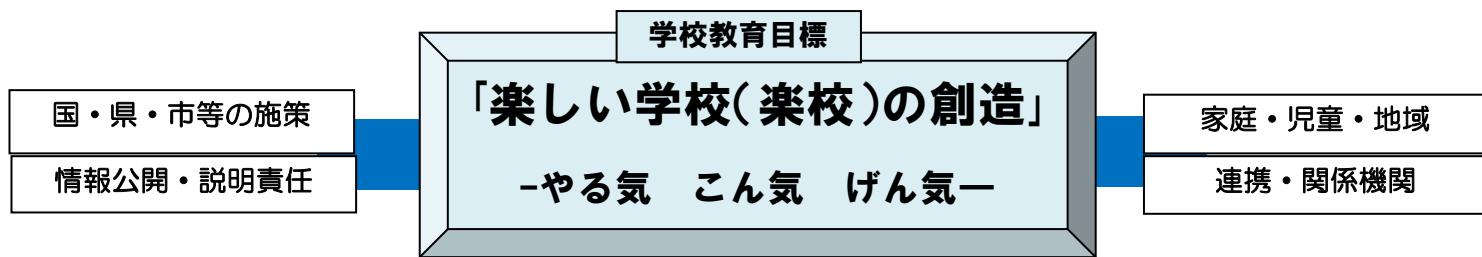 学校教育目標
「楽しい学校(楽校)の創造」
-やる気　こん気　げん気―
国・県・市等の施策
情報公開・説明責任
家庭・児童・地域
連携・関係機関